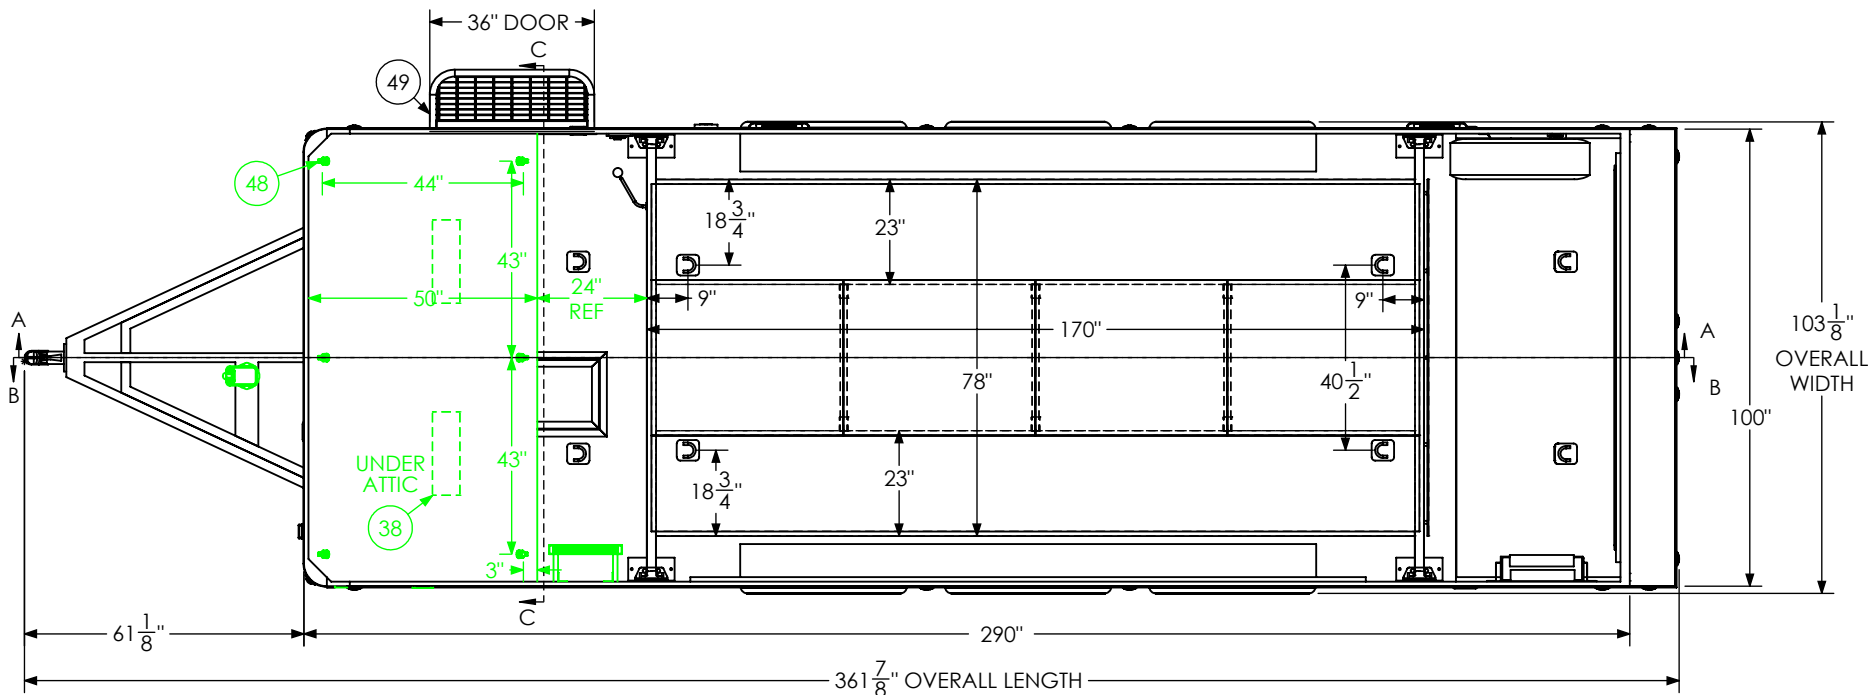 36" DOOR
C
49
48
44"
18 3/4"
23"
43"
50"
24"
REF
9"
9"
A
170"
A
103 1/8"
OVERALL
WIDTH
B
78"
40 1/2"
B
100"
UNDER
ATTIC
43"
18 3/4"
23"
38
3"
C
61 1/8"
290"
361 7/8" OVERALL LENGTH